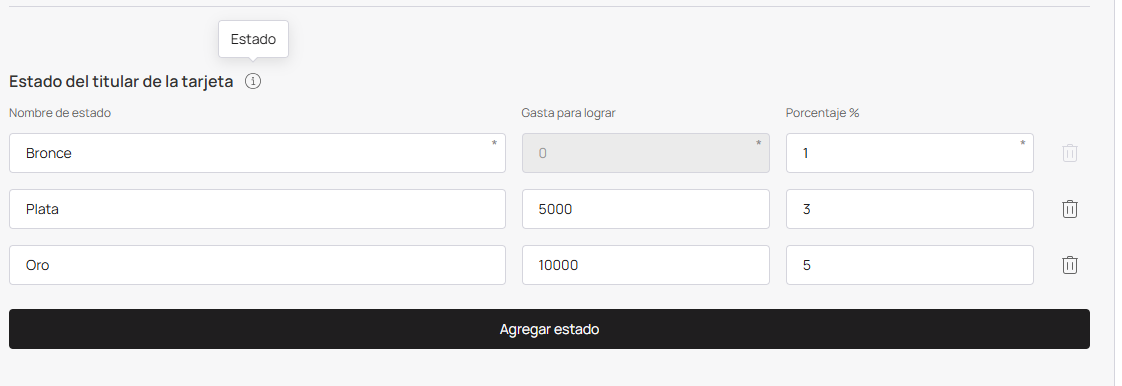 Estado
Estado del titular de la tarjeta
Nombre de estado Gasta para lograr Porcentaje %
Bronce * 0 * 1 *
Plata 5000 3
Oro 10000 5
Agregar estado